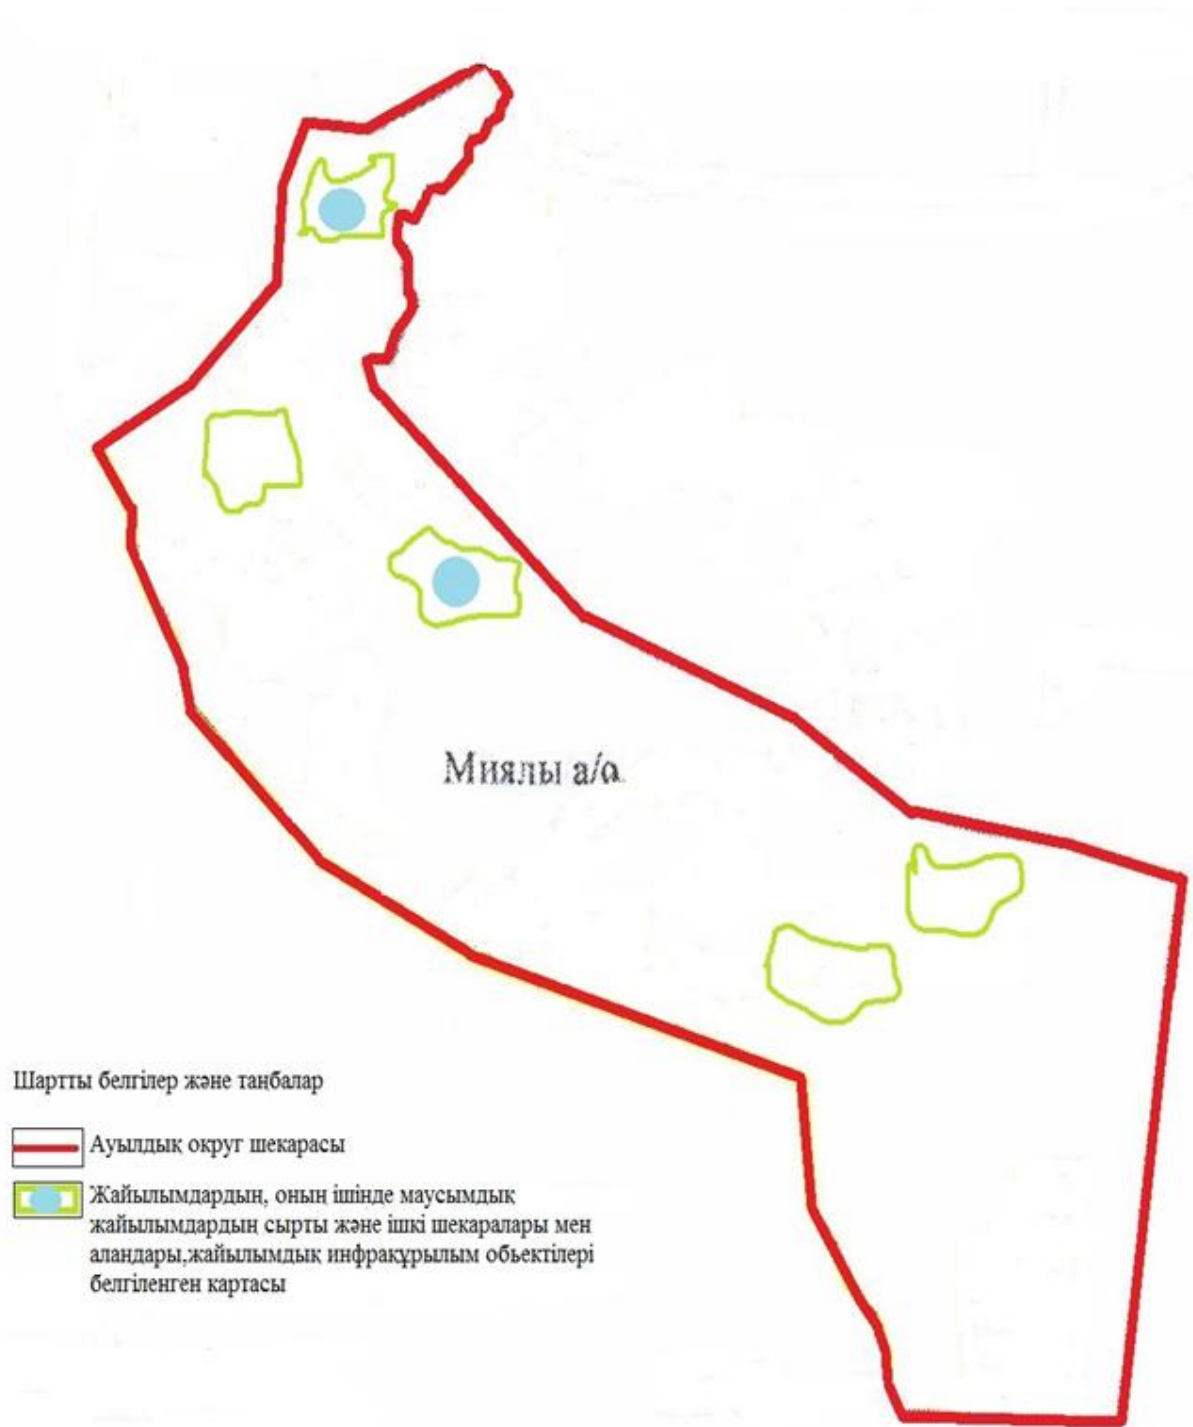 Миялы а/о
Шартты белгілер және таңбалар
Ауылдық округ шекарасы
Жайылымдардың, оның ішінде маусымдық
жайылымдардың сырты және ішкі шекаралары мен
алаңдары,жайылымдық инфрақұрылым обьектілері
белгіленген картасы